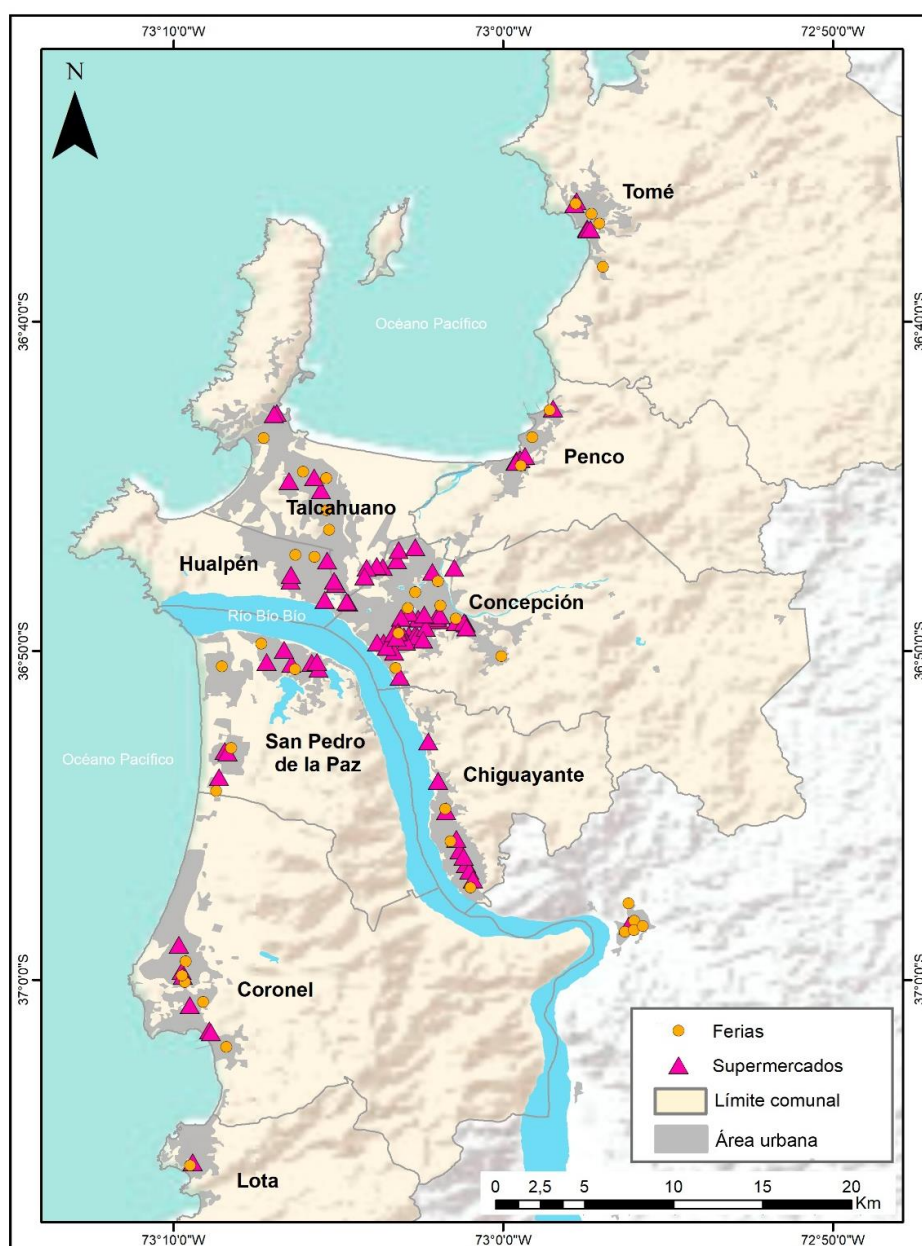 73°10'0"W 73°0'0"W 72°50'0"W
N
Tomé
36°40'0"S 36°40'0"S
Océano Pacífico
Penco
Talcahuano
Hualpén
Concepción
Río Bío Bío
36°50'0"S 36°50'0"S
San Pedro
de la Paz
Océano Pacífico
Chiguayante
37°0'0"S 37°0'0"S
Coronel
Ferias
Supermercados
Límite comunal
Área urbana
Lota
0 2,5 5 10 15 20
Km
73°10'0"W 73°0'0"W 72°50'0"W